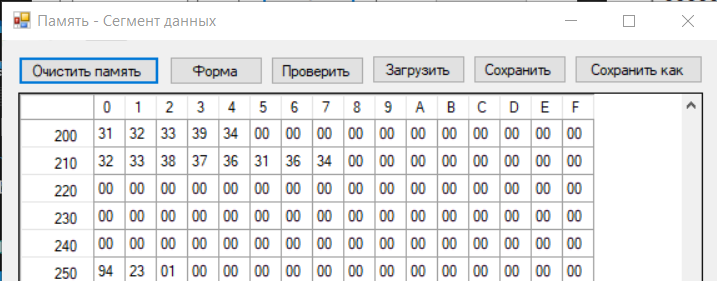 Память - Сегмент данных
Очистить память Форма Проверить Загрузить Сохранить Сохранить как
0 1 2 3 4 5 6 7 8 9 A B C D E F
200 31 32 33 39 34 00 00 00 00 00 00 00 00 00 00 00
210 32 33 38 37 36 31 36 34 00 00 00 00 00 00 00 00
220 00 00 00 00 00 00 00 00 00 00 00 00 00 00 00 00
230 00 00 00 00 00 00 00 00 00 00 00 00 00 00 00 00
240 00 00 00 00 00 00 00 00 00 00 00 00 00 00 00 00
250 94 23 01 00 00 00 00 00 00 00 00 00 00 00 00 00